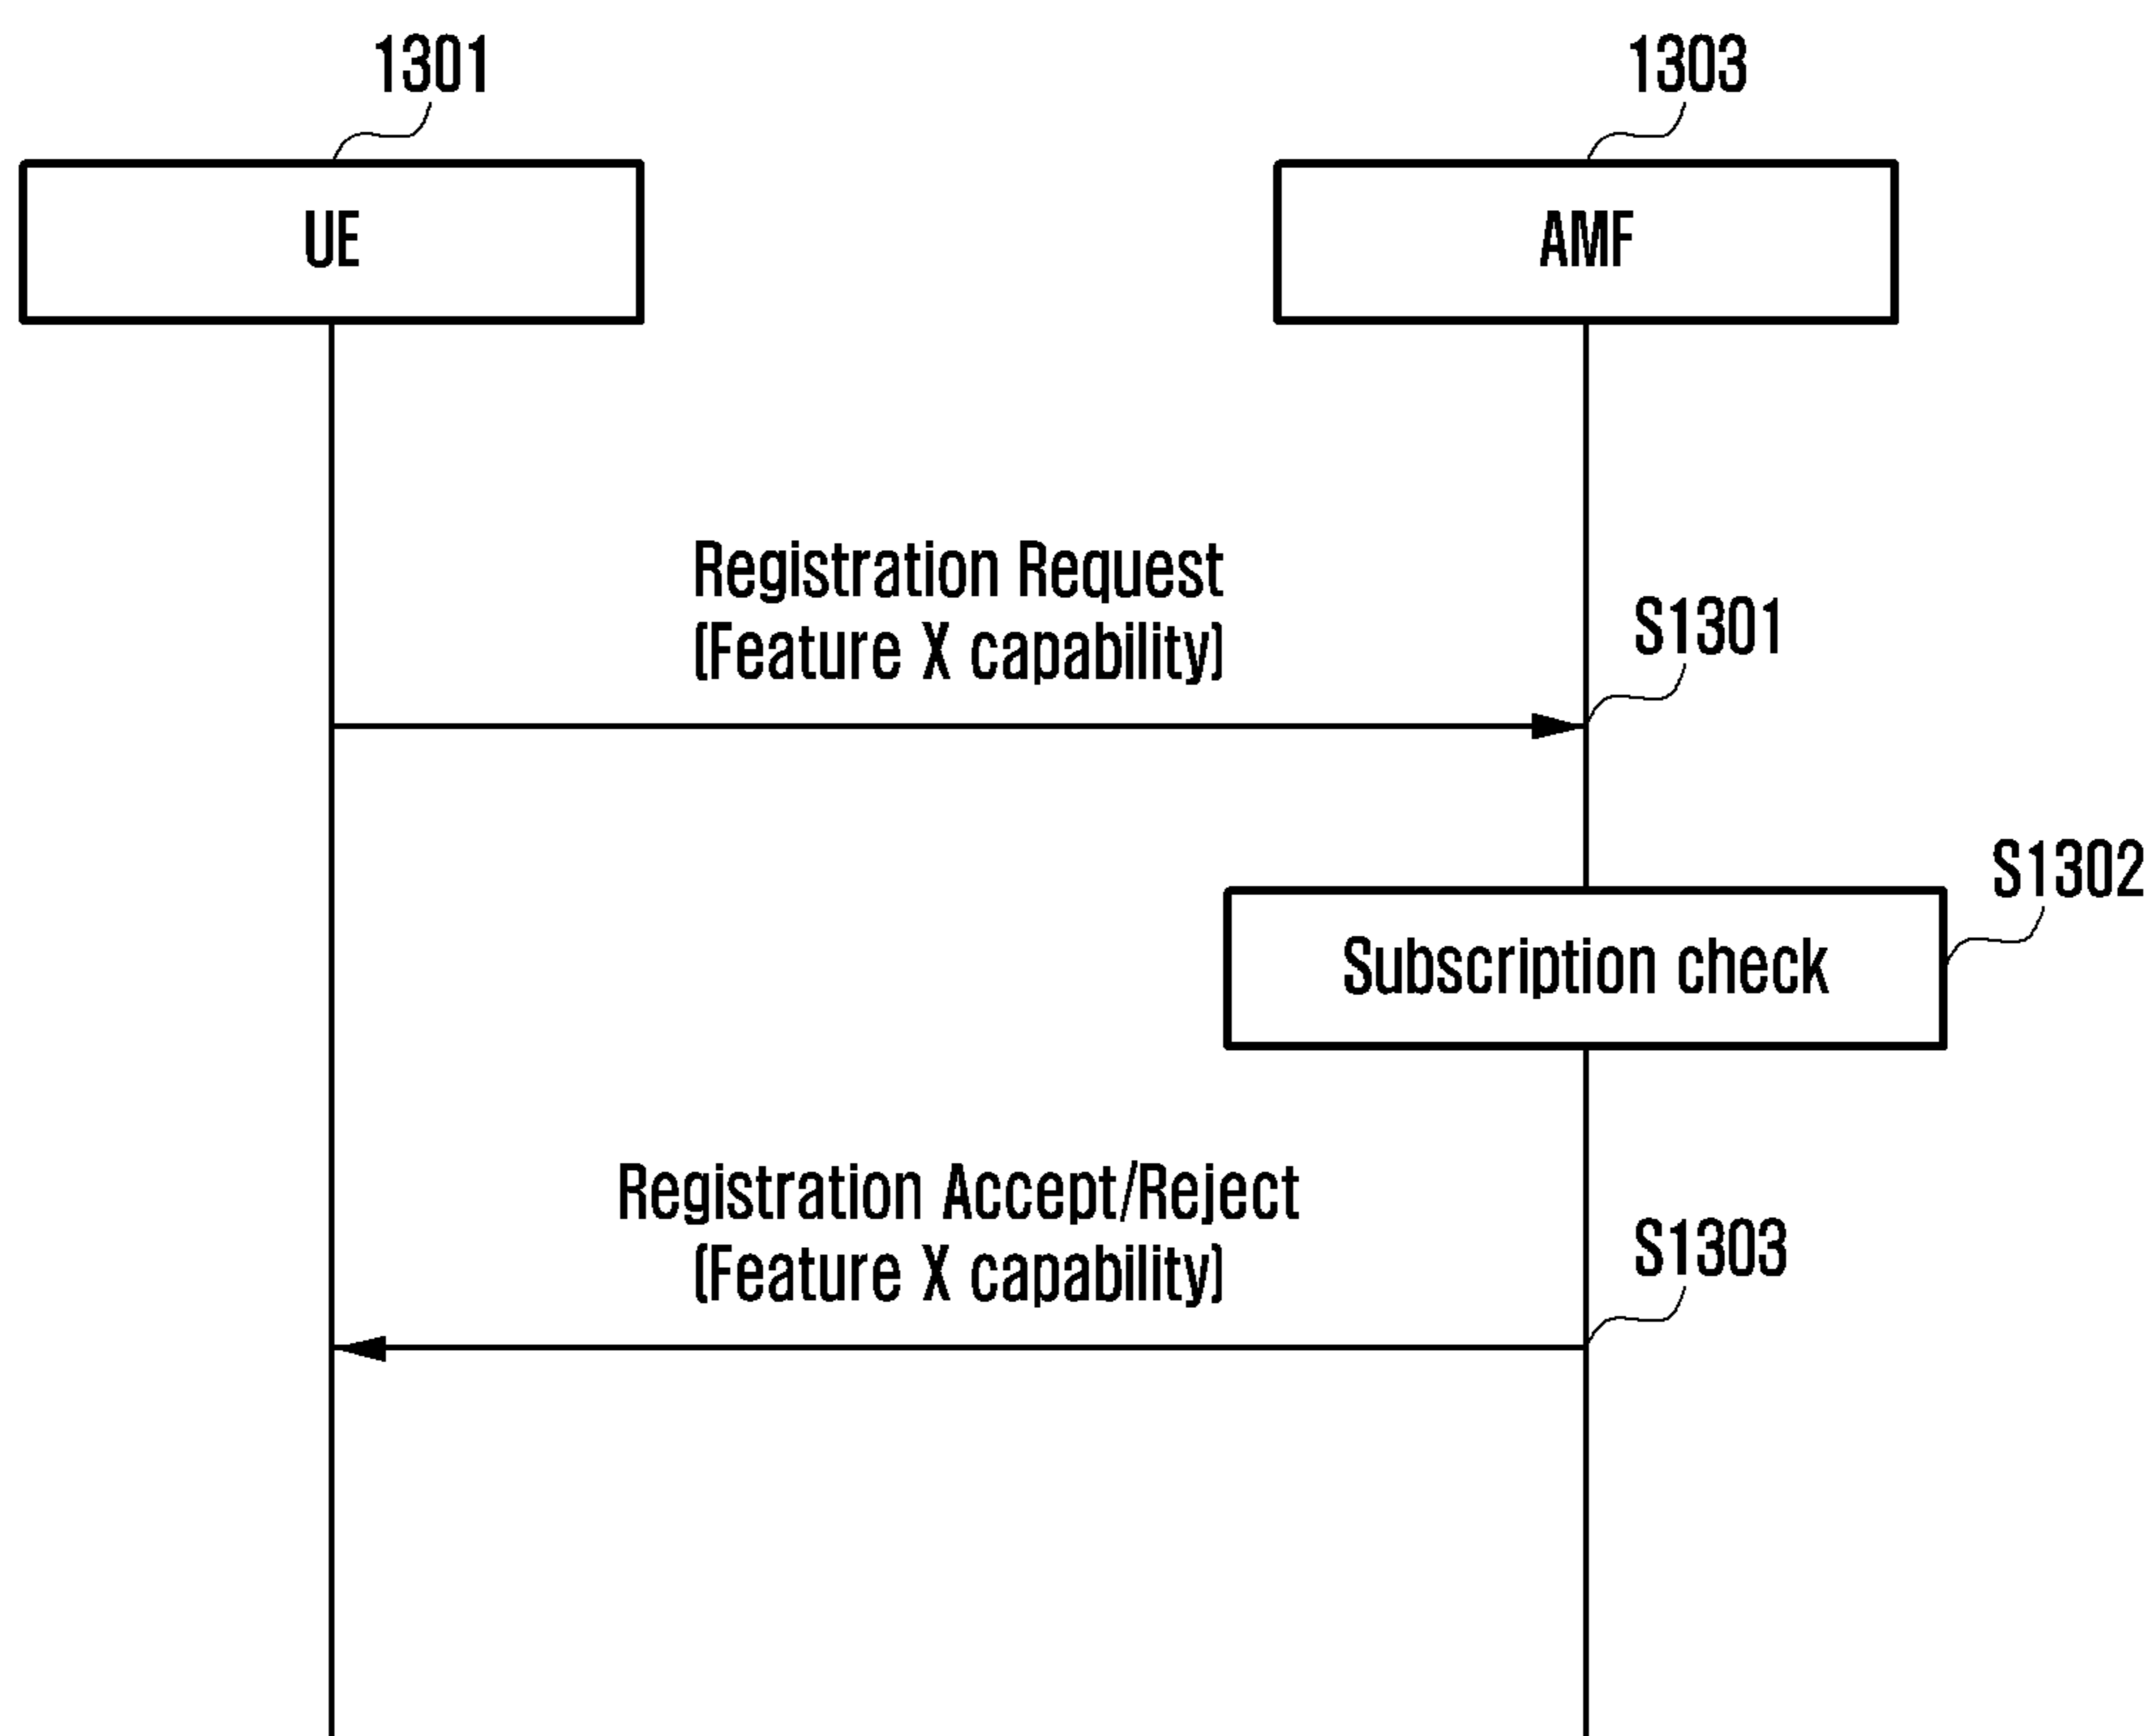 1301
1303
UE
AMF
Registration Request
(Feature X capability)
S1301
S1302
Subscription check
Registration Accept/Reject
(Feature X capability)
S1303